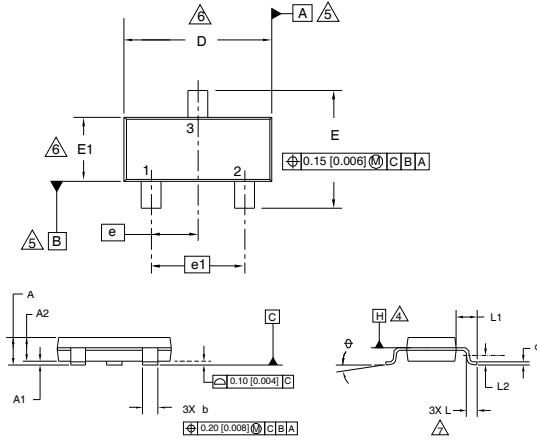 6
D
A 5
3
E
6
E1
1 2
⌖ 0.15 [0.006] Ⓜ C B A
5 B
e
e1
A
A2
A1
C
⌓ 0.10 [0.004] C
3X b
⌖ 0.20 [0.008] Ⓜ C B A
H 4
L1
θ
c
L2
3X L
7